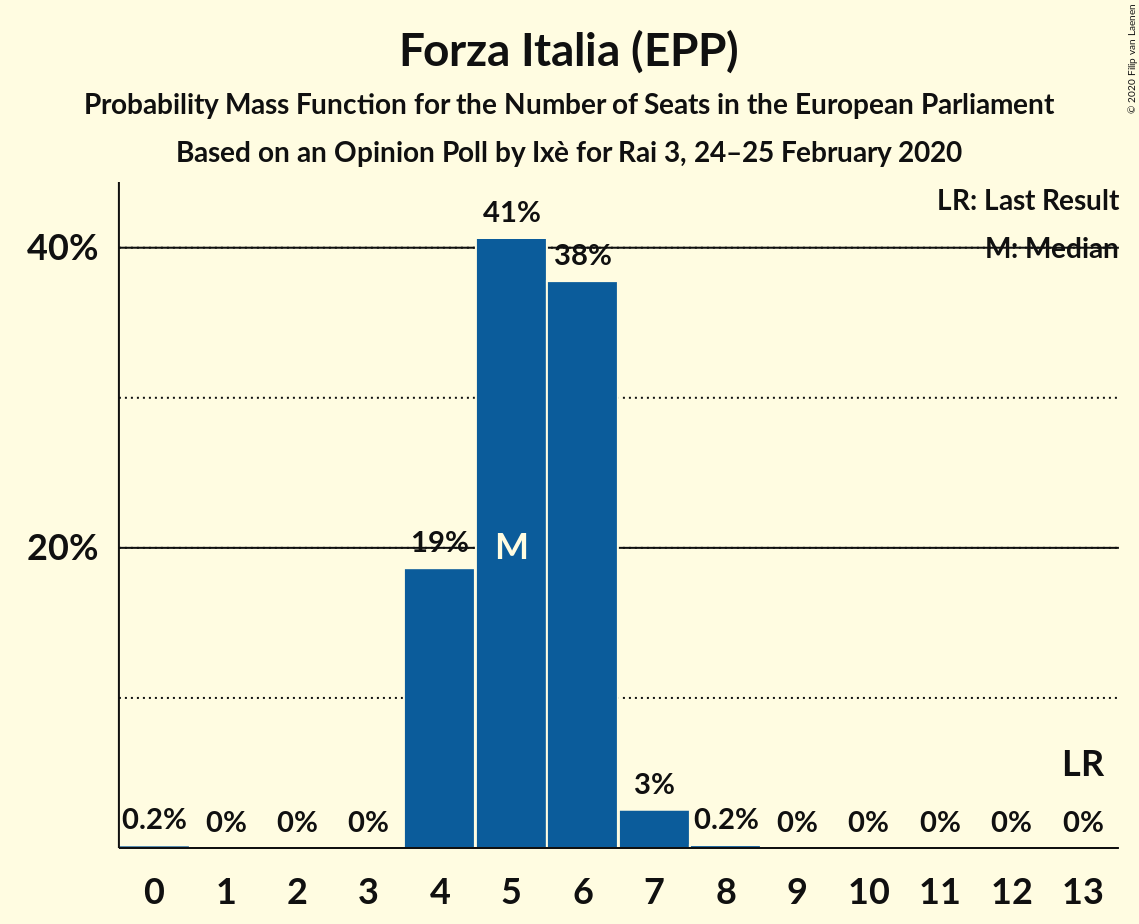 Forza Italia (EPP)
Probability Mass Function for the Number of Seats in the European Parliament
Based on an Opinion Poll by Ixè for Rai 3, 24–25 February 2020
© 2020 Filip van Laenen
LR: Last Result
M: Median
40%
20%
41%
38%
19%
M
3%
LR
0.2% 0% 0% 0% 0.2% 0% 0% 0% 0% 0%
0 1 2 3 4 5 6 7 8 9 10 11 12 13